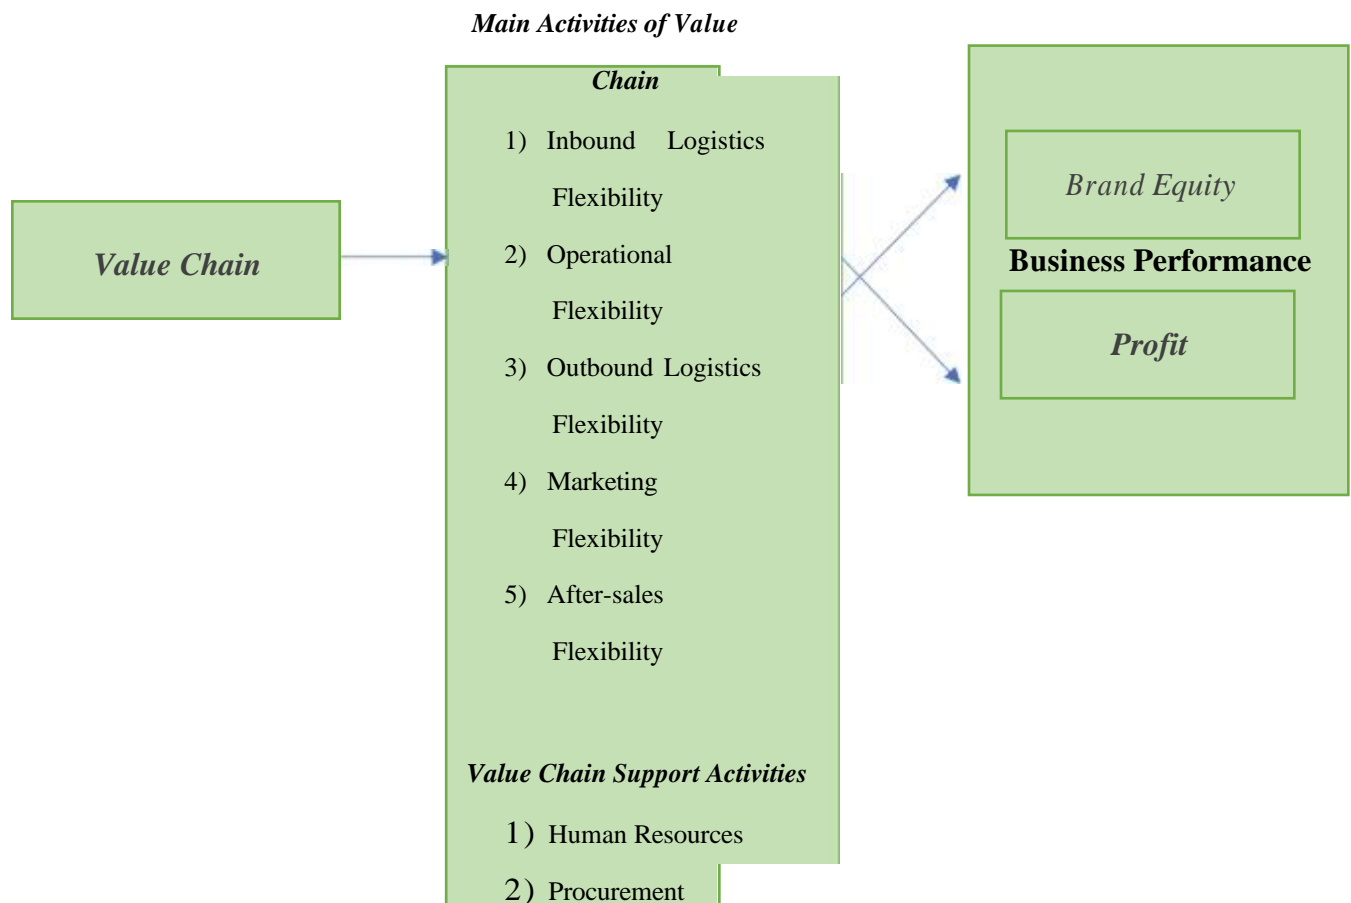 Main Activities of Value
Chain
1) Inbound Logistics
Flexibility
2) Operational
Flexibility
3) Outbound Logistics
Flexibility
4) Marketing
Flexibility
5) After-sales
Flexibility
Value Chain Support Activities
1) Human Resources
2) Procurement
Value Chain
Brand Equity
Business Performance
Profit